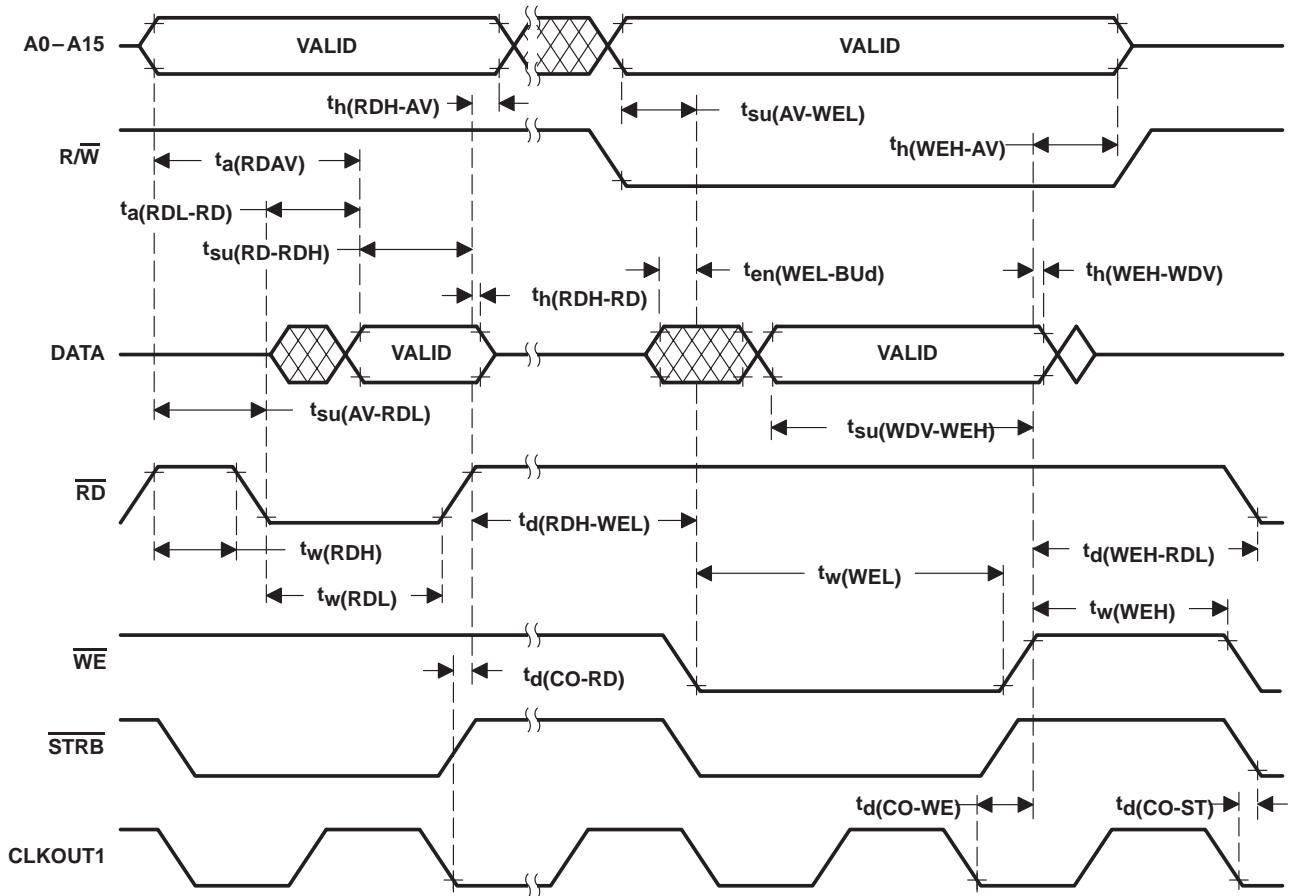 A0–A15
VALID
VALID
th(RDH-AV)
tsu(AV-WEL)
R/W̅
th(WEH-AV)
ta(RDAV)
ta(RDL-RD)
tsu(RD-RDH)
ten(WEL-BUd)
th(WEH-WDV)
th(RDH-RD)
DATA
VALID
VALID
tsu(AV-RDL)
tsu(WDV-WEH)
R̅D̅
td(RDH-WEL)
tw(RDH)
td(WEH-RDL)
tw(WEL)
tw(RDL)
tw(WEH)
W̅E̅
td(CO-RD)
S̅T̅R̅B̅
td(CO-WE)
td(CO-ST)
CLKOUT1